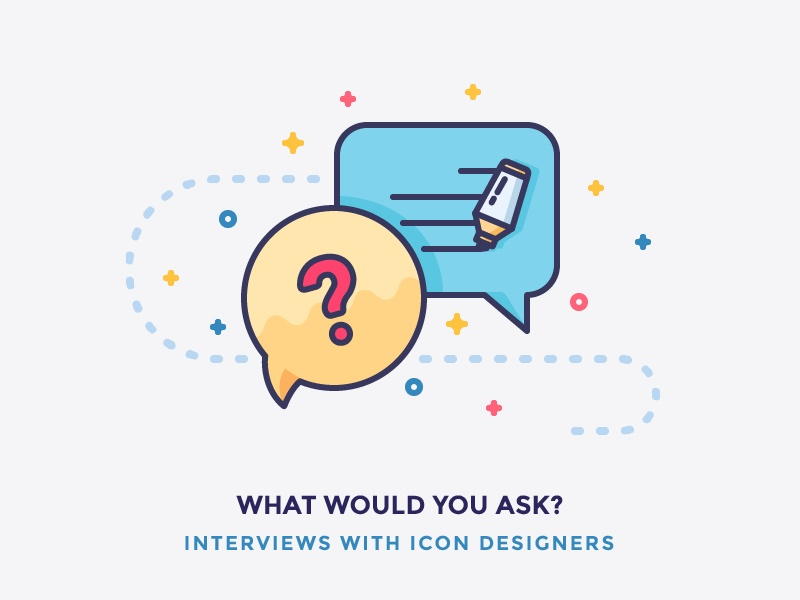 ?
WHAT WOULD YOU ASK?
INTERVIEWS WITH ICON DESIGNERS